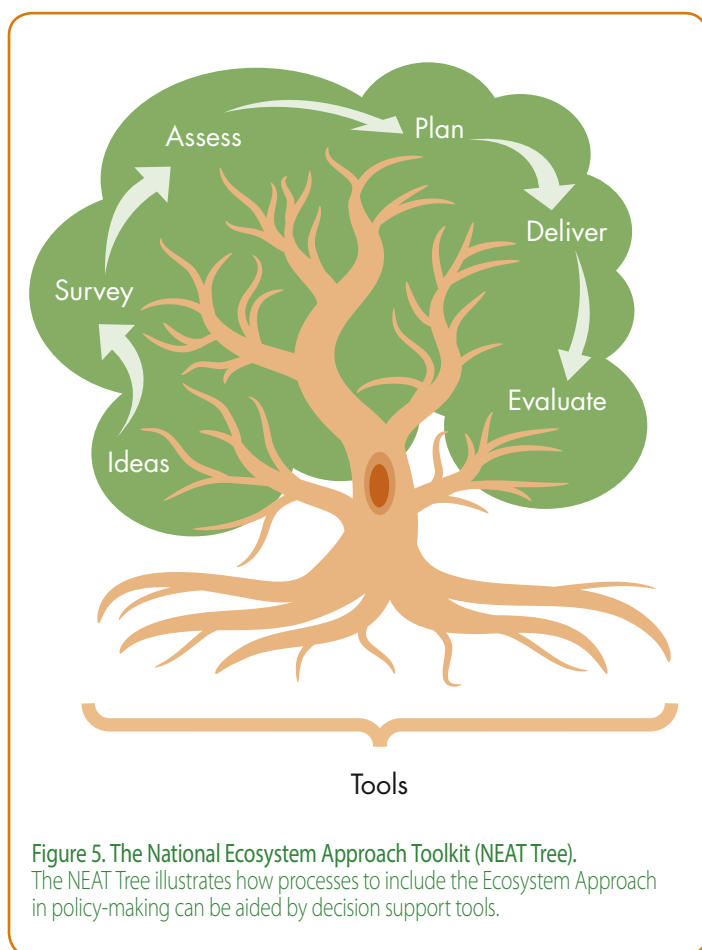 Assess
Plan
Deliver
Survey
Evaluate
Ideas
Tools
Figure 5. The National Ecosystem Approach Toolkit (NEAT Tree).
The NEAT Tree illustrates how processes to include the Ecosystem Approach
in policy-making can be aided by decision support tools.